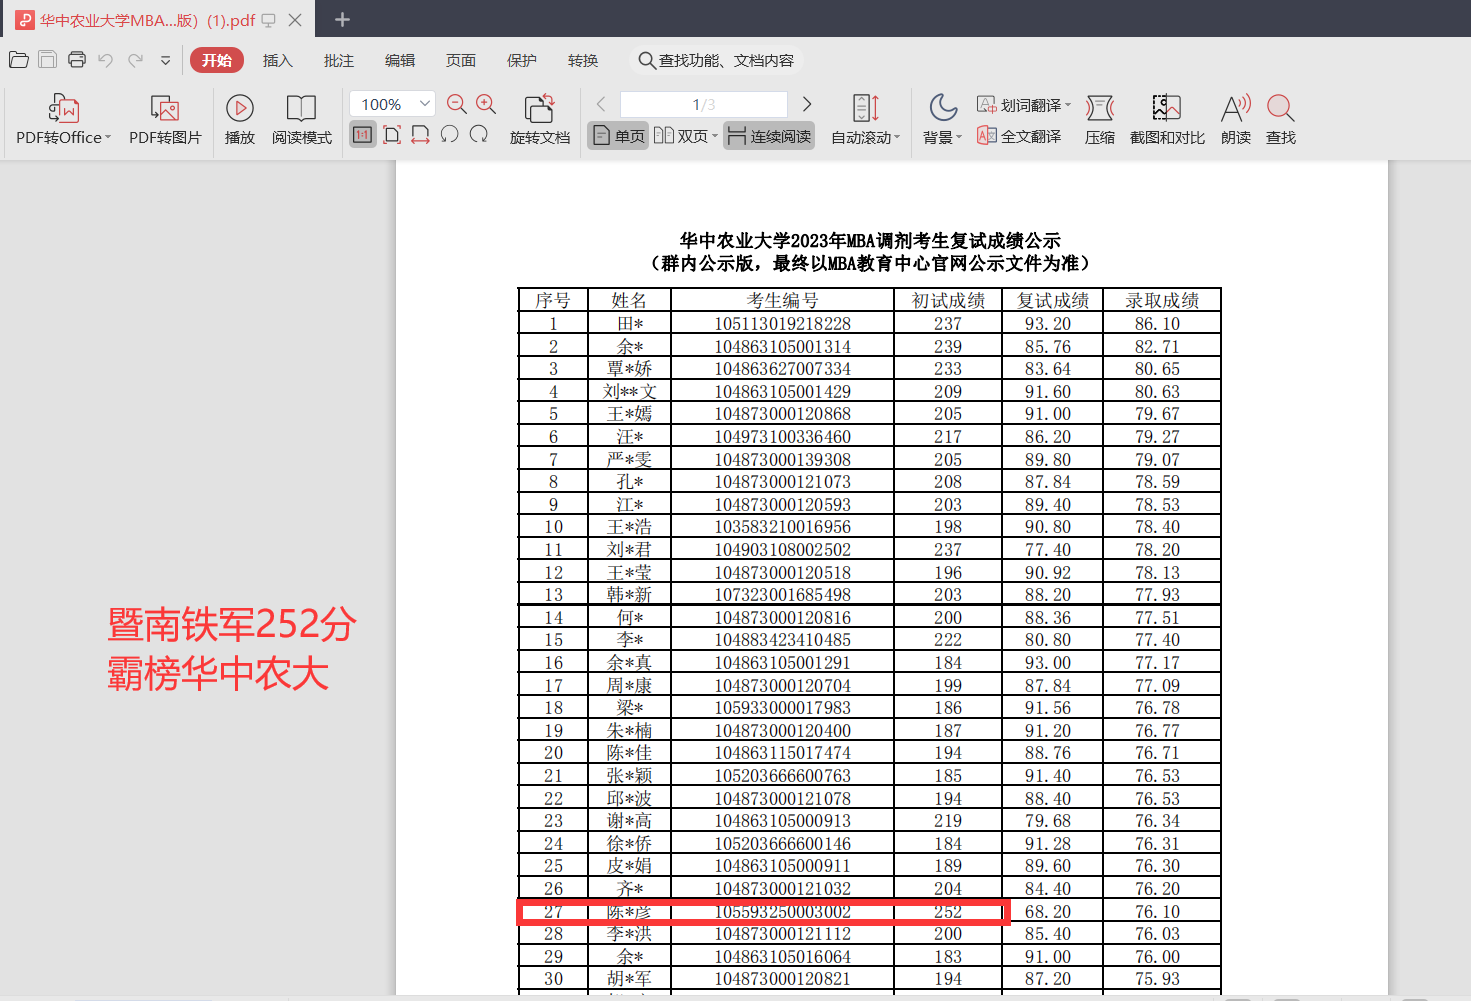 华中农业大学MBA...版）(1).pdf
开始 插入 批注 编辑 页面 保护 转换 查找功能、文档内容
100% 1/3 划词翻译
PDF转Office PDF转图片 播放 阅读模式 1:1 旋转文档 单页 双页 连续阅读 自动滚动 背景 全文翻译 压缩 截图和对比 朗读 查找
华中农业大学2023年MBA调剂考生复试成绩公示
（群内公示版，最终以MBA教育中心官网公示文件为准）
序号 姓名 考生编号 初试成绩 复试成绩 录取成绩
1 田* 105113019218228 237 93.20 86.10
2 余* 104863105001314 239 85.76 82.71
3 覃*娇 104863627007334 233 83.64 80.65
4 刘**文 104863105001429 209 91.60 80.63
5 王*嫣 104873000120868 205 91.00 79.67
6 汪* 104973100336460 217 86.20 79.27
7 严*雯 104873000139308 205 89.80 79.07
8 孔* 104873000121073 208 87.84 78.59
9 江* 104873000120593 203 89.40 78.53
10 王*浩 103583210016956 198 90.80 78.40
11 刘*君 104903108002502 237 77.40 78.20
12 王*莹 104873000120518 196 90.92 78.13
13 韩*新 107323001685498 203 88.20 77.93
14 何* 104873000120816 200 88.36 77.51
15 李* 104883423410485 222 80.80 77.40
16 余*真 104863105001291 184 93.00 77.17
17 周*康 104873000120704 199 87.84 77.09
18 梁* 105933000017983 186 91.56 76.78
19 朱*楠 104873000120400 187 91.20 76.77
20 陈*佳 104863115017474 194 88.76 76.71
21 张*颖 105203666600763 185 91.40 76.53
22 邱*波 104873000121078 194 88.40 76.53
23 谢*高 104863105000913 219 79.68 76.34
24 徐*侨 105203666600146 184 91.28 76.31
25 皮*娟 104863105000911 189 89.60 76.30
26 齐* 104873000121032 204 84.40 76.20
27 陈*彦 105593250003002 252 68.20 76.10
28 李*洪 104873000121112 200 85.40 76.03
29 余* 104863105016064 183 91.00 76.00
30 胡*军 104873000120821 194 87.20 75.93
暨南铁军252分
霸榜华中农大